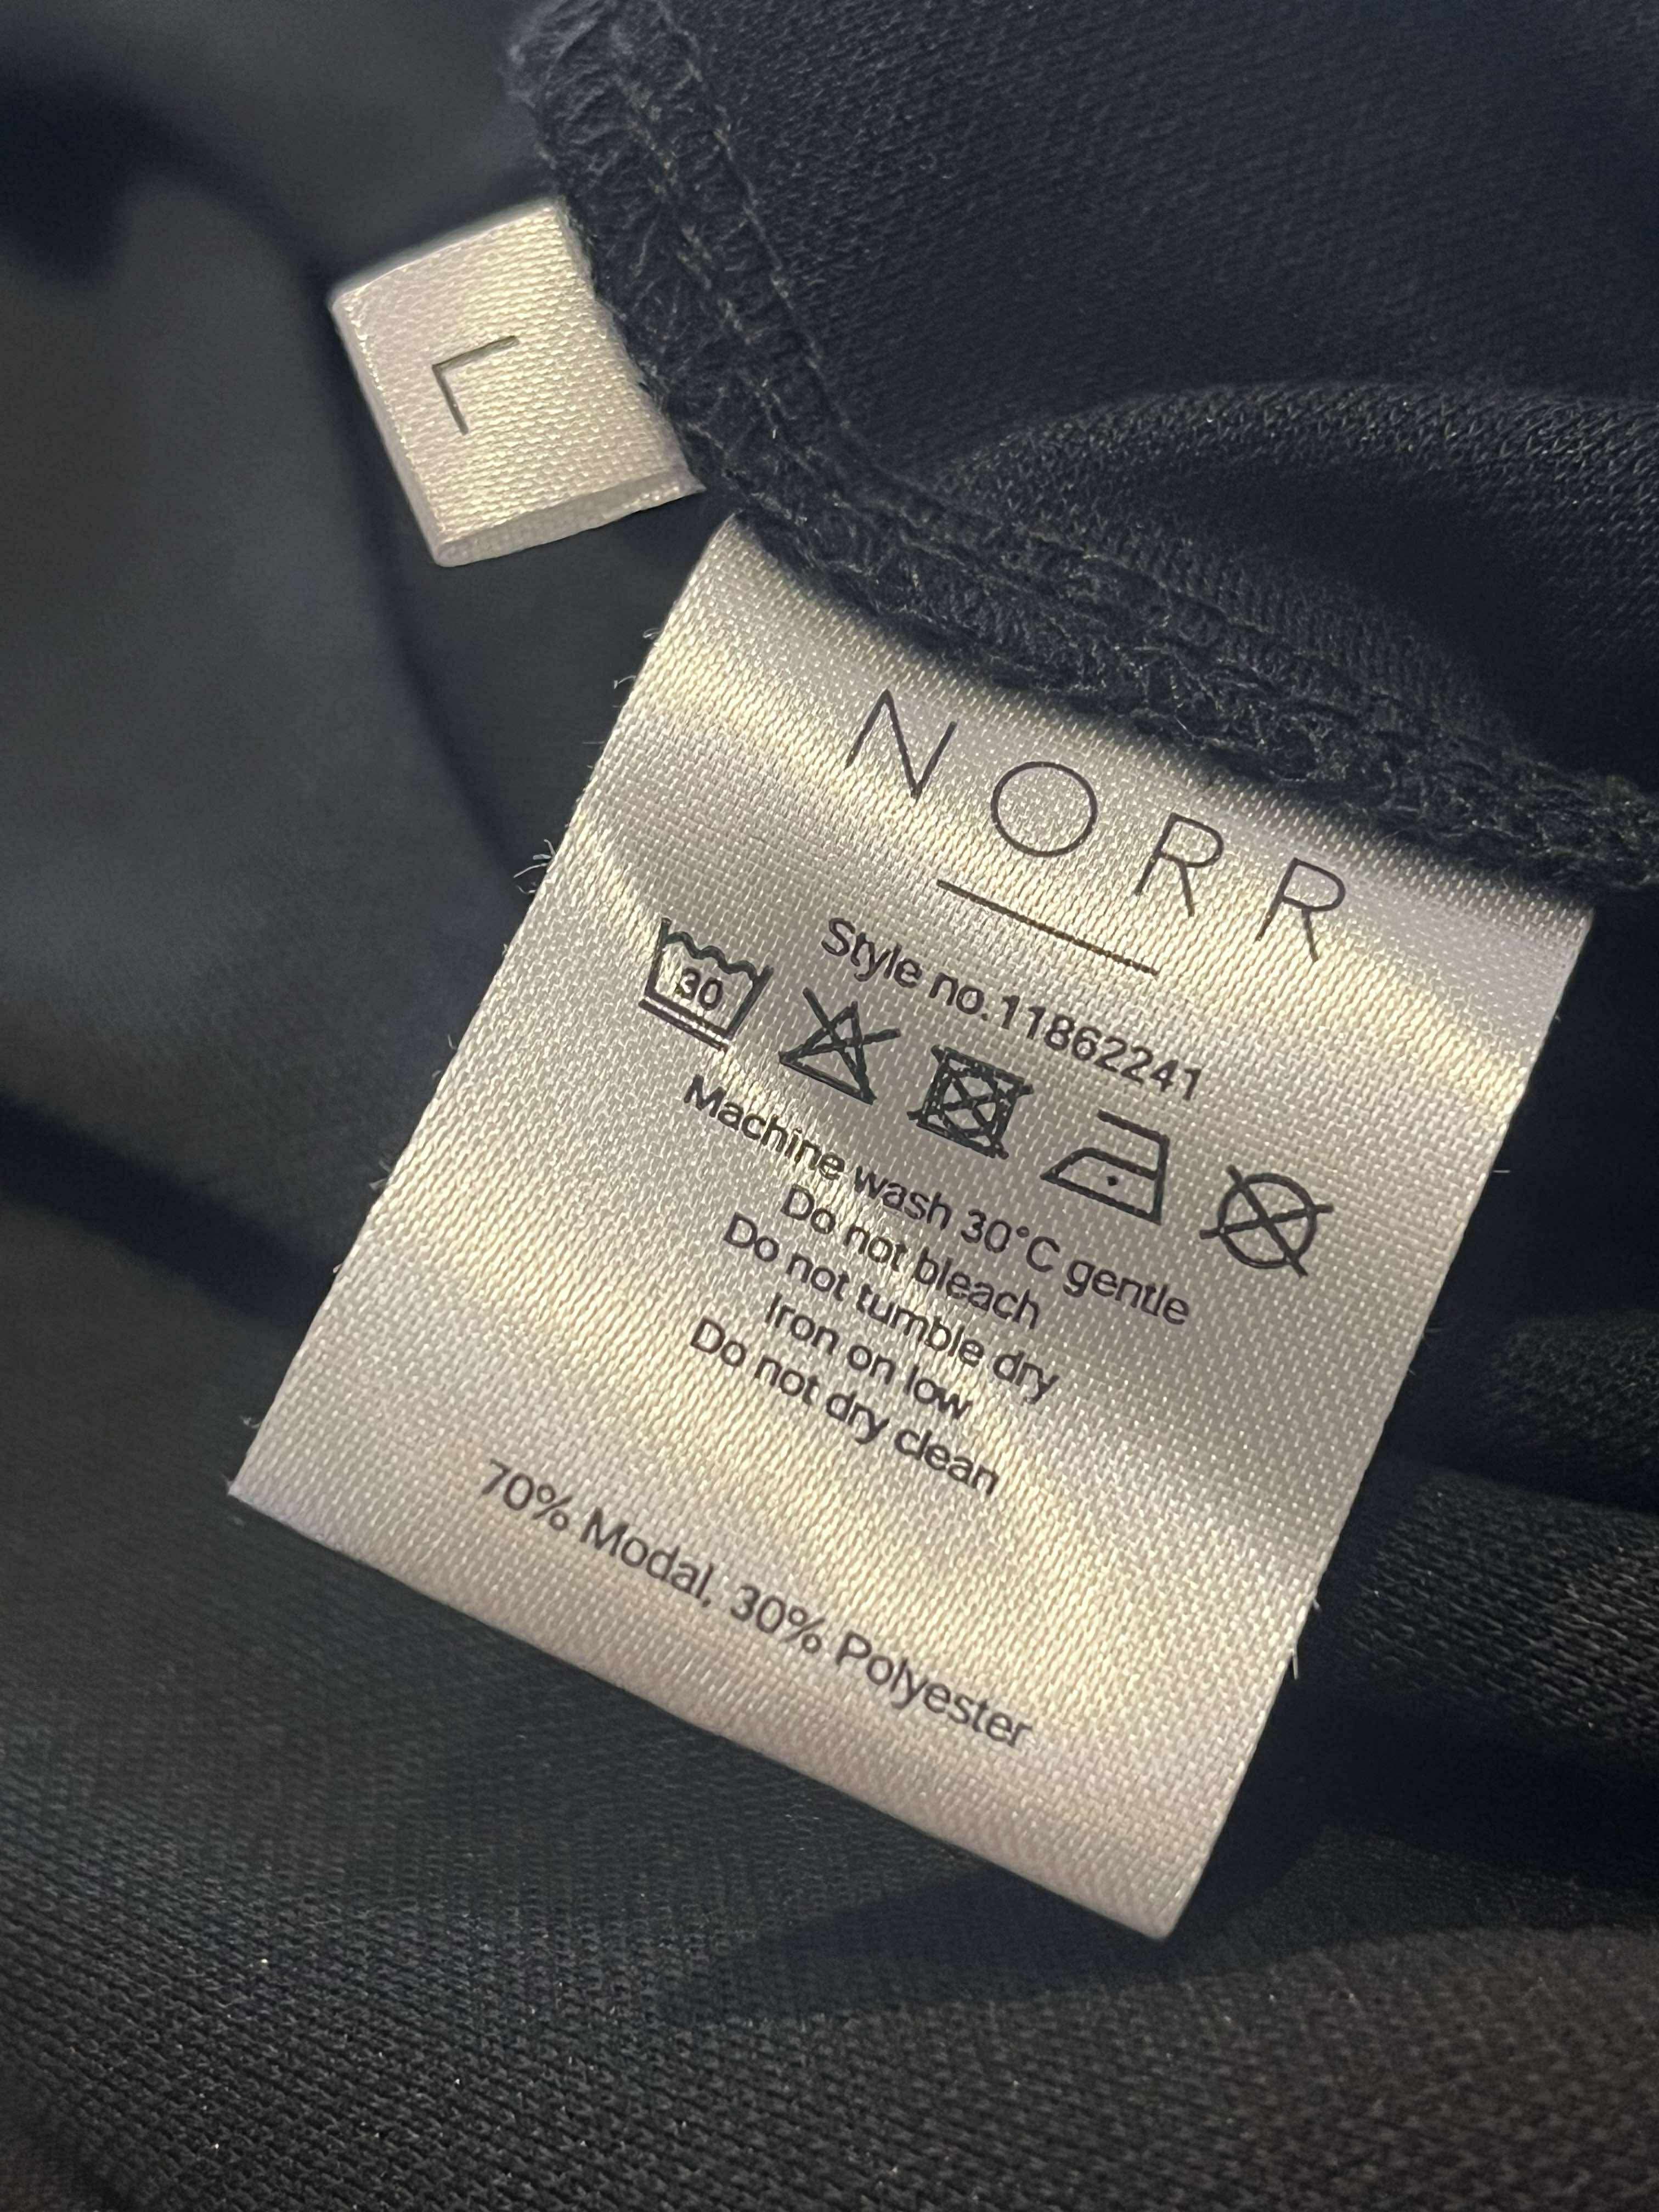 L
NORR
Style no.11862241
30
Machine wash 30°C gentle
Do not bleach
Do not tumble dry
Iron on low
Do not dry clean
70% Modal, 30% Polyester